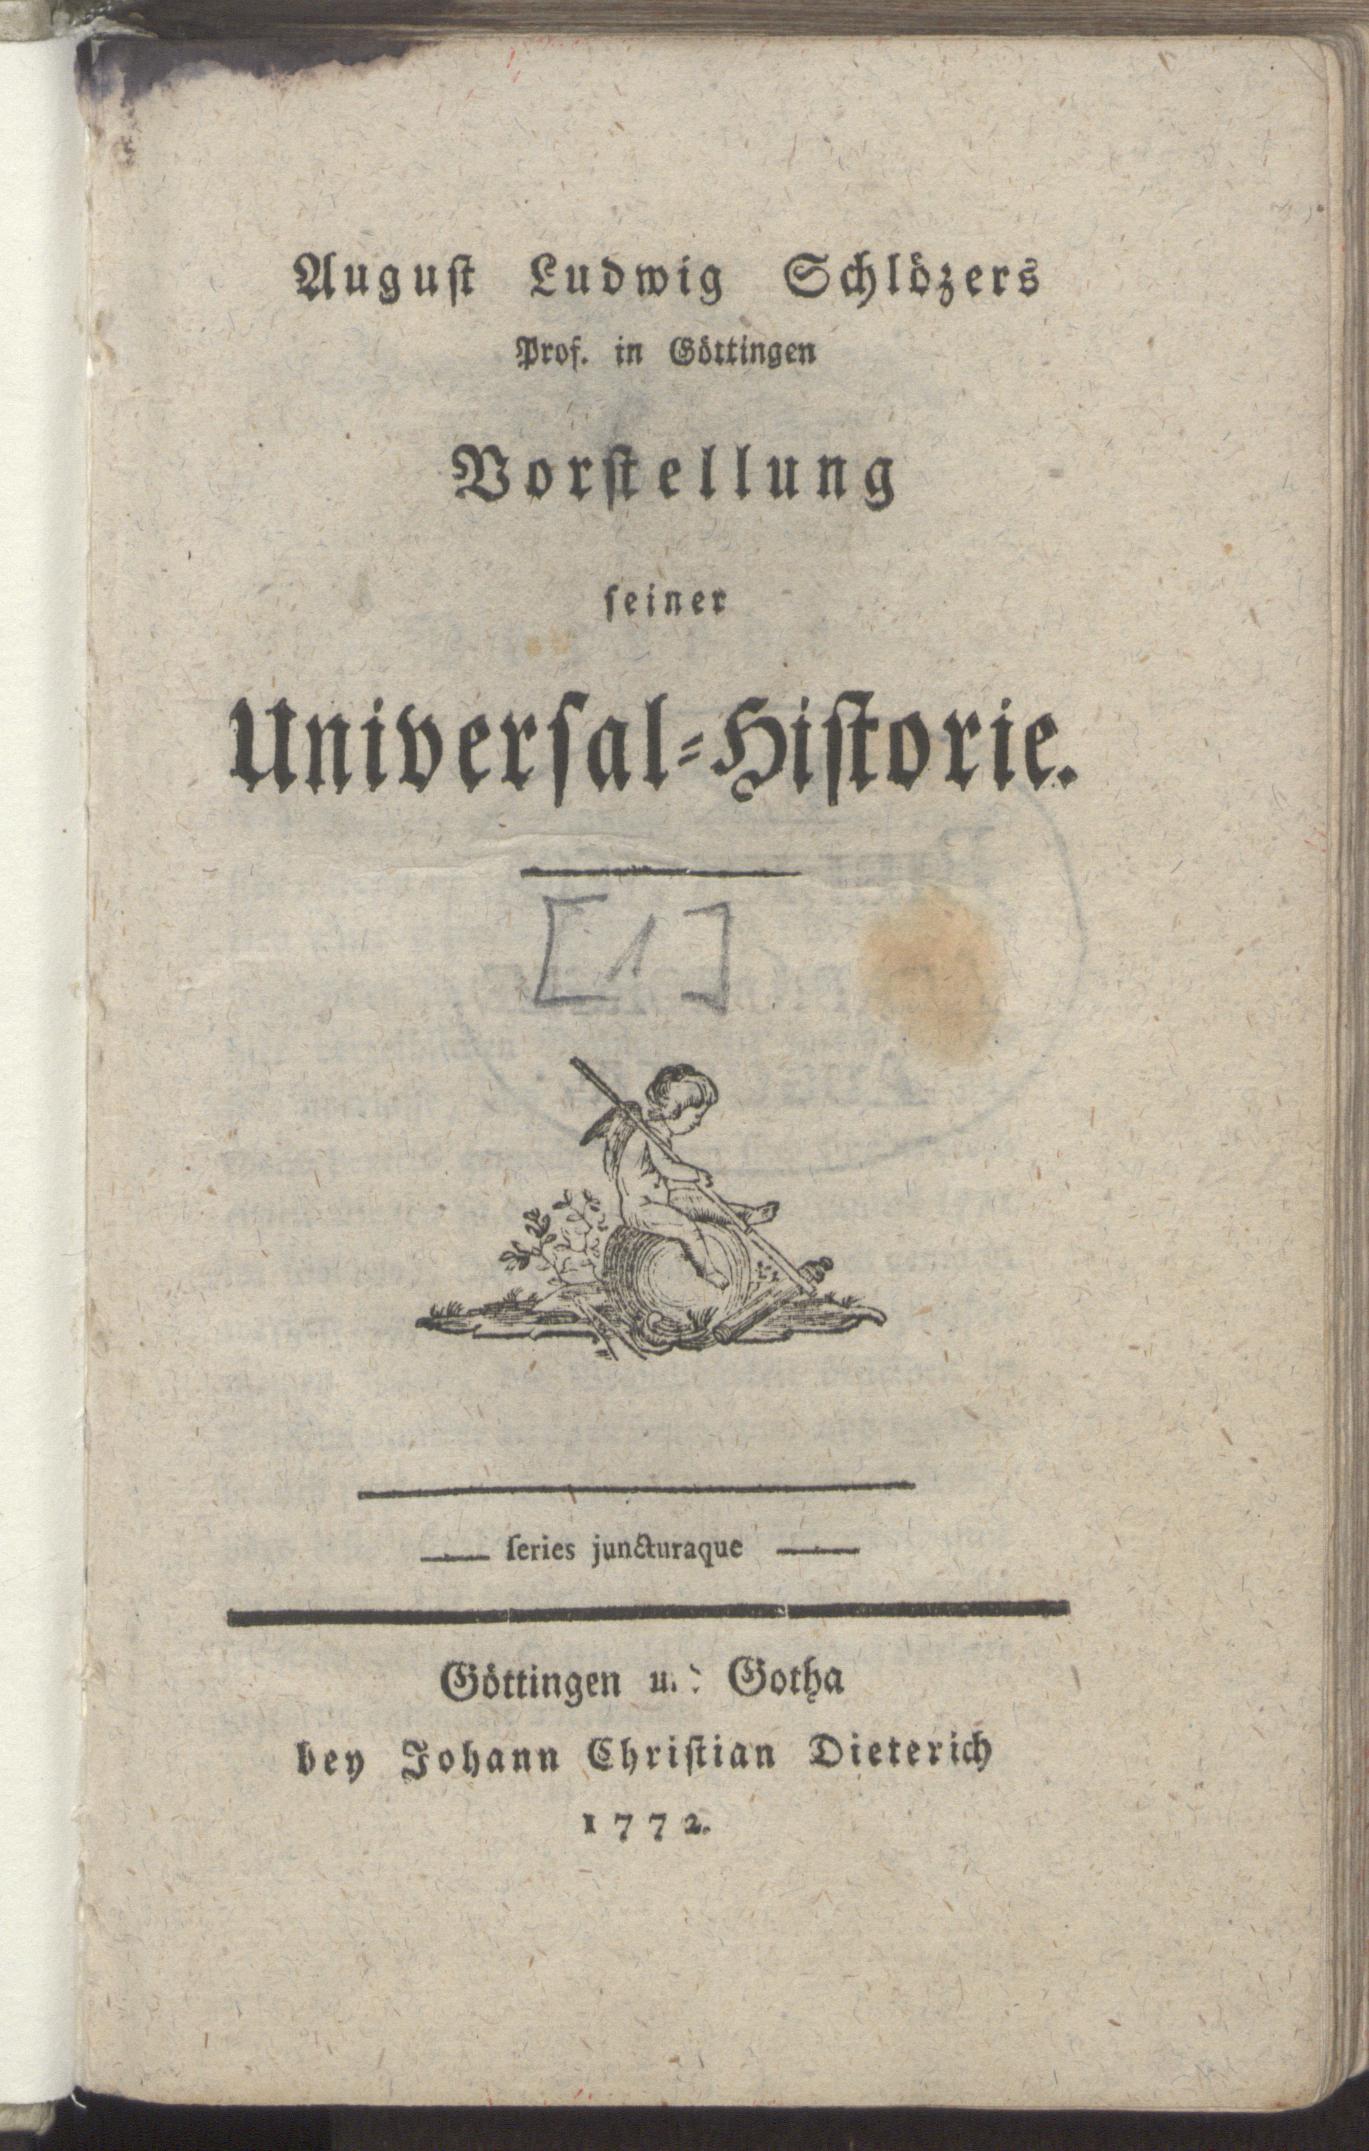 Auguſt Ludwig Schlözers
Prof. in Göttingen
Vorſtellung
ſeiner
Univerſal-Hiſtorie.
[1]
ſeries juncturaque
Göttingen u. Gotha
bey Johann Chriſtian Dieterich
1772.